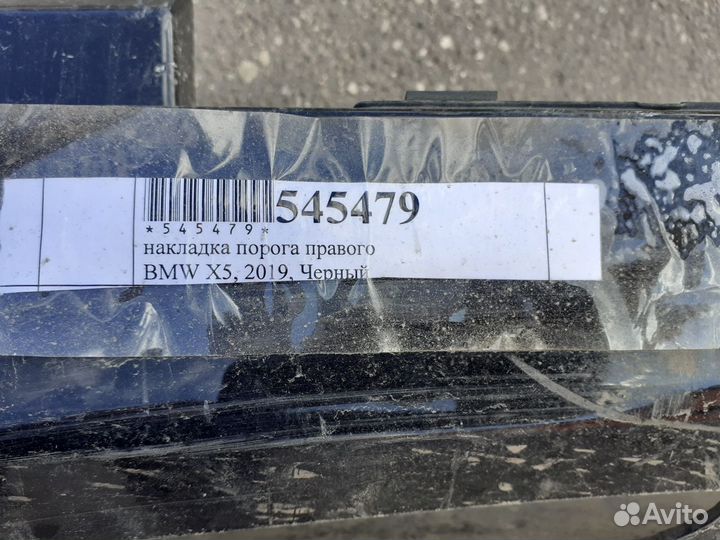 545479
*545479*
накладка порога правого
BMW X5, 2019, Черный
Avito